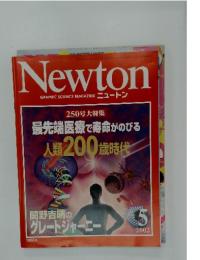 Newton
GRAPHIC SCIENCE MAGAZINE ニュートン
250号大特集
最先端医療で寿命がのびる
人類200歳時代
関野吉晴の
グレートジャーニー
5
2002